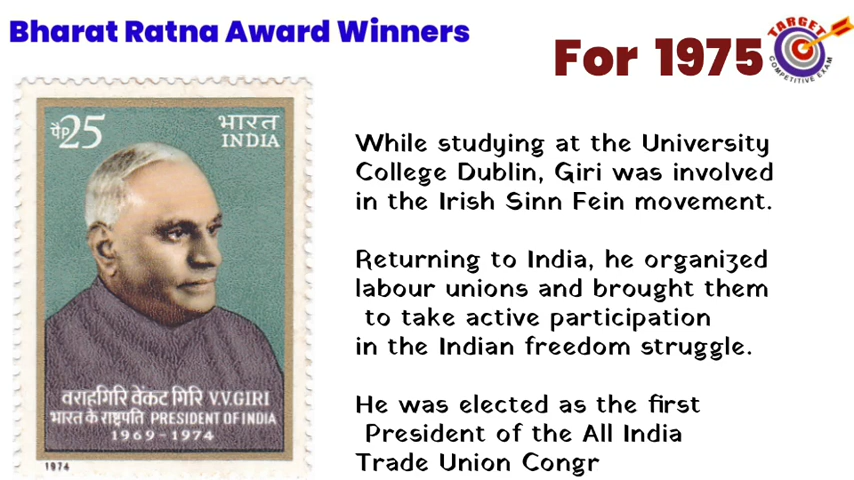 Bharat Ratna Award Winners
For 1975
TARGET
COMPETITIVE EXAM
पै P 25
भारत
INDIA
वराहगिरि वेंकट गिरि V.V.GIRI
भारत के राष्ट्रपति PRESIDENT OF INDIA
1969-1974
1974
While studying at the University
College Dublin, Giri was involved
in the Irish Sinn Fein movement.
Returning to India, he organized
labour unions and brought them
to take active participation
in the Indian freedom struggle.
He was elected as the first
President of the All India
Trade Union Congr